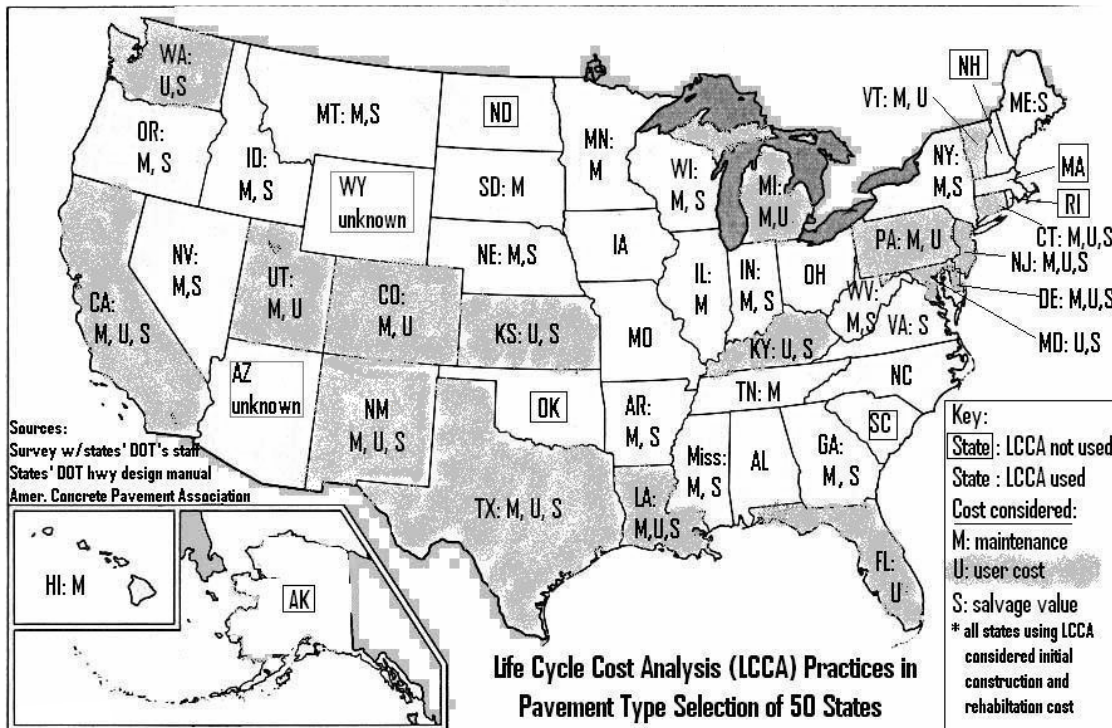 WA:
U,S
OR:
M, S
CA:
M, U, S
NV:
M,S
ID:
M, S
MT: M,S
WY
unknown
UT:
M, U
AZ
unknown
CO:
M, U
NM
M, U, S
ND
SD: M
NE: M,S
KS: U, S
OK
TX: M, U, S
MN:
M
IA
MO
AR:
M, S
LA:
M,U,S
WI:
M, S
IL:
M
MI:
M,U
IN:
M, S
OH
KY: U, S
TN: M
Miss:
M, S
AL
GA:
M, S
FL:
U
SC
NC
VA: S
WV:
M,S
PA: M, U
NY:
M,S
VT: M, U
NH
ME:S
MA
RI
CT: M,U,S
NJ: M,U,S
DE: M,U,S
MD: U,S
HI: M
AK
Sources:
Survey w/states' DOT's staff
States' DOT hwy design manual
Amer. Concrete Pavement Association
Key:
State : LCCA not used
State : LCCA used
Cost considered:
M: maintenance
U: user cost
S: salvage value
* all states using LCCA
considered initial
construction and
rehabiltation cost
Life Cycle Cost Analysis (LCCA) Practices in
Pavement Type Selection of 50 States